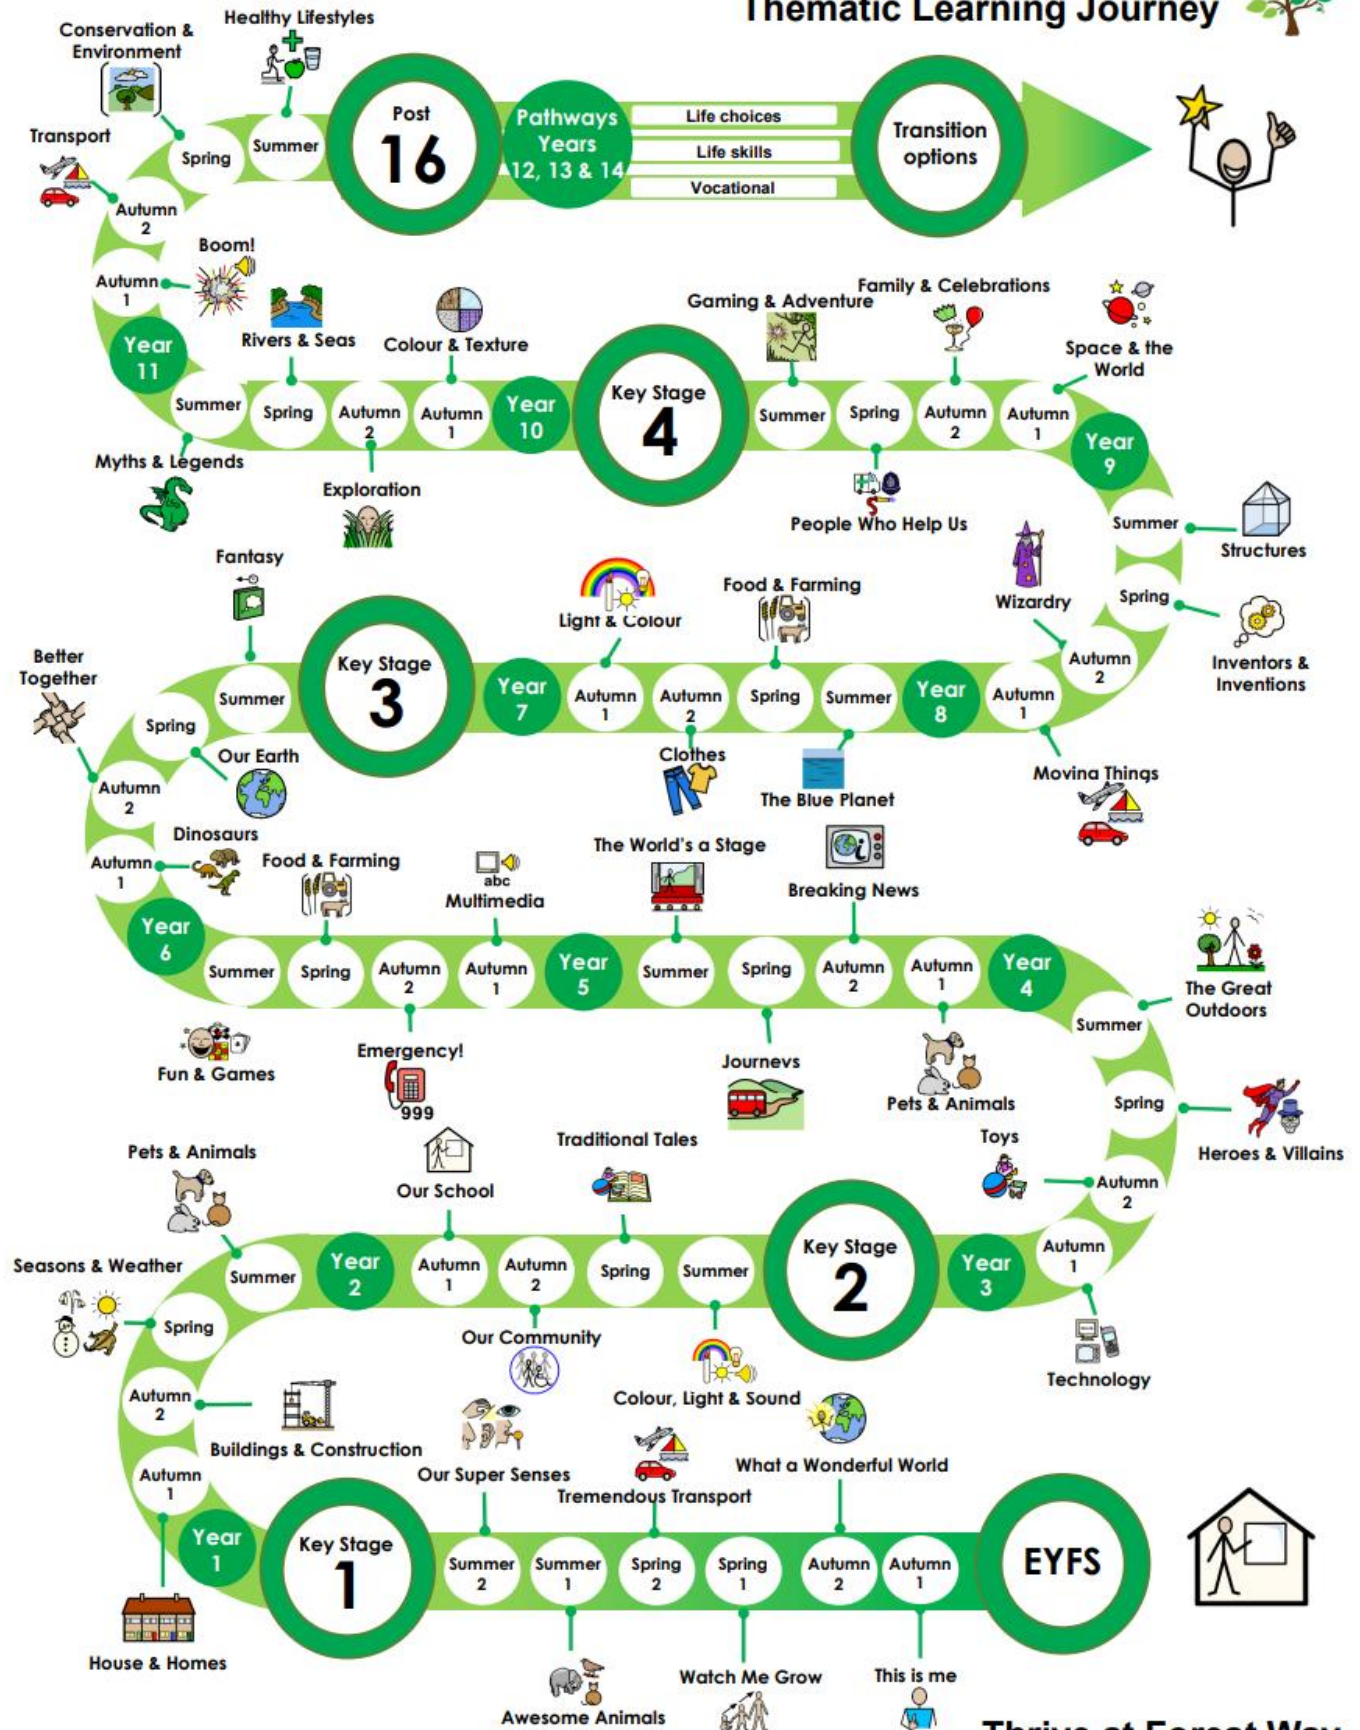 Thematic Learning Journey
Healthy Lifestyles
Conservation &
Environment
Transport
Spring
Summer
Post
16
Pathways
Years
12, 13 & 14
Life choices
Life skills
Vocational
Transition
options
Autumn
2
Boom!
Autumn
1
Year
11
Rivers & Seas
Colour & Texture
Gaming & Adventure
Family & Celebrations
Space & the
World
Summer
Spring
Autumn
2
Autumn
1
Year
10
Key Stage
4
Summer
Spring
Autumn
2
Autumn
1
Year
9
Myths & Legends
Exploration
People Who Help Us
Summer
Structures
Fantasy
Light & Colour
Food & Farming
Wizardry
Spring
Inventors &
Inventions
Better
Together
Summer
Key Stage
3
Year
7
Autumn
1
Autumn
2
Spring
Summer
Year
8
Autumn
1
Autumn
2
Spring
Our Earth
Clothes
The Blue Planet
Moving Things
Autumn
2
Dinosaurs
Autumn
1
Food & Farming
abc
Multimedia
The World's a Stage
Breaking News
Year
6
Summer
Spring
Autumn
2
Autumn
1
Year
5
Summer
Spring
Autumn
2
Autumn
1
Year
4
The Great
Outdoors
Summer
Fun & Games
Emergency!
999
Journeys
Pets & Animals
Spring
Heroes & Villains
Pets & Animals
Our School
Traditional Tales
Toys
Autumn
2
Seasons & Weather
Summer
Year
2
Autumn
1
Autumn
2
Spring
Summer
Key Stage
2
Year
3
Autumn
1
Spring
Our Community
Colour, Light & Sound
Technology
Autumn
2
Buildings & Construction
Autumn
1
Our Super Senses
Tremendous Transport
What a Wonderful World
Year
1
Key Stage
1
Summer
2
Summer
1
Spring
2
Spring
1
Autumn
2
Autumn
1
EYFS
House & Homes
Awesome Animals
Watch Me Grow
This is me
Thrive at Forest Way